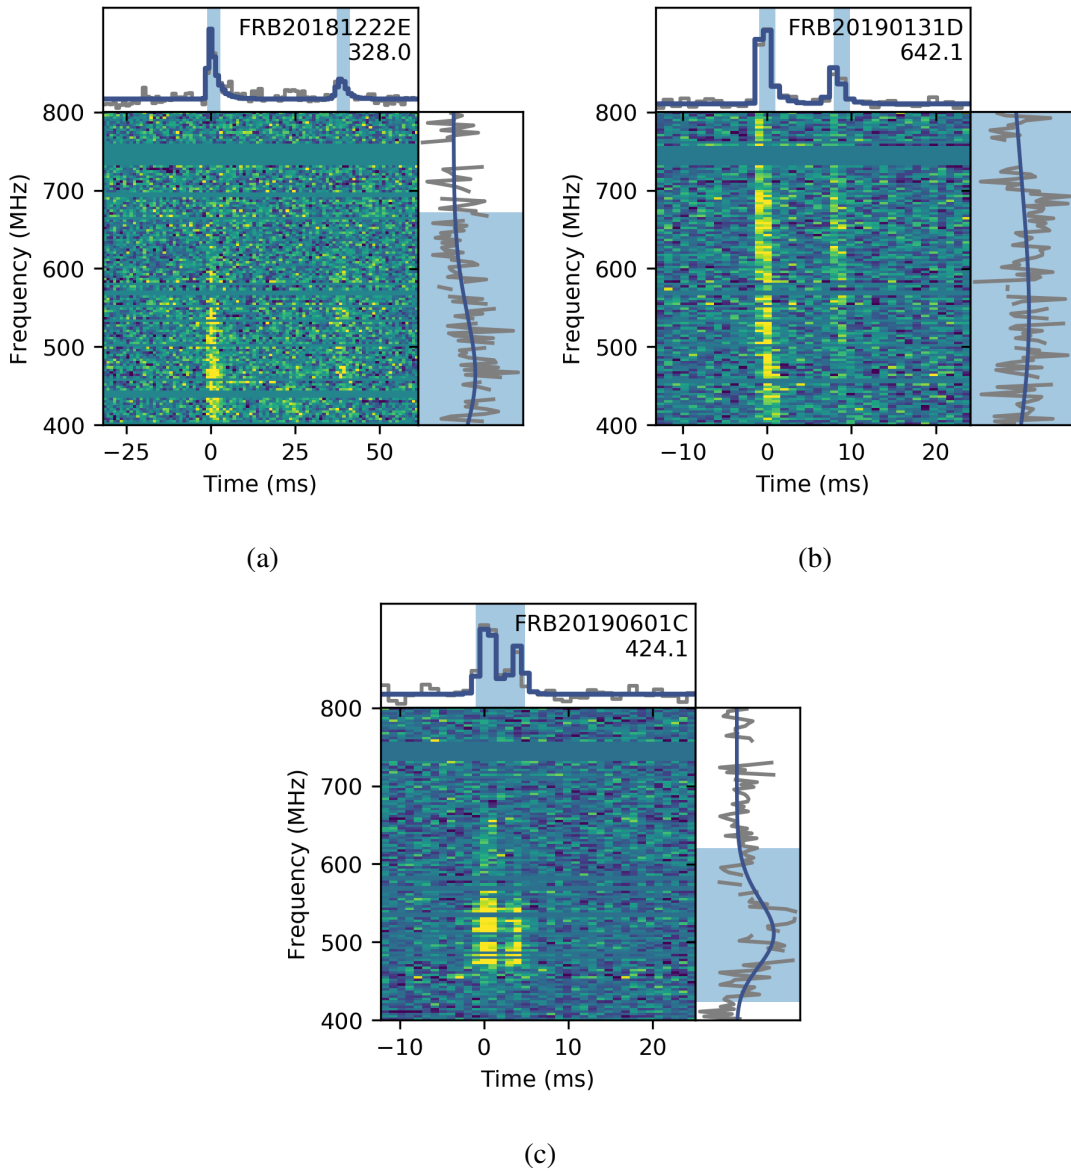 FRB20181222E
328.0
800
700
600
500
400
Frequency (MHz)
−25
0
25
50
Time (ms)
(a)
FRB20190131D
642.1
800
700
600
500
400
Frequency (MHz)
−10
0
10
20
Time (ms)
(b)
FRB20190601C
424.1
800
700
600
500
400
Frequency (MHz)
−10
0
10
20
Time (ms)
(c)